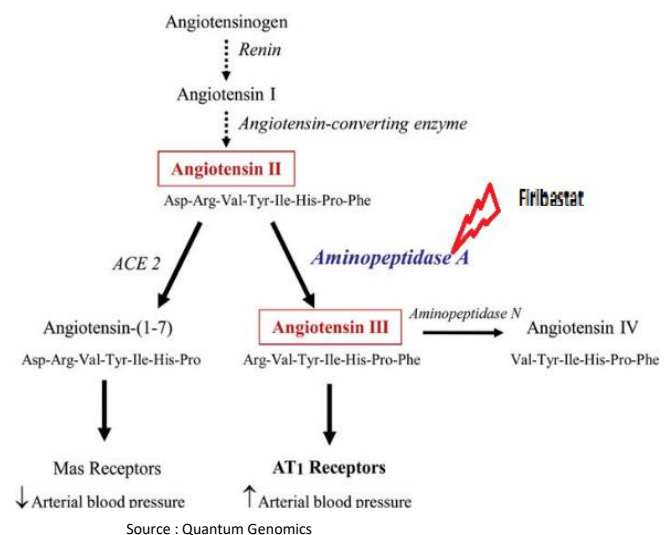 Angiotensinogen
Renin
Angiotensin I
Angiotensin-converting enzyme
Angiotensin II
Asp-Arg-Val-Tyr-Ile-His-Pro-Phe
Firibastat
ACE 2
Aminopeptidase A
Angiotensin-(1-7)
Asp-Arg-Val-Tyr-Ile-His-Pro
Angiotensin III
Arg-Val-Tyr-Ile-His-Pro-Phe
Aminopeptidase N
Angiotensin IV
Val-Tyr-Ile-His-Pro-Phe
Mas Receptors
↓ Arterial blood pressure
AT1 Receptors
↑ Arterial blood pressure
Source : Quantum Genomics